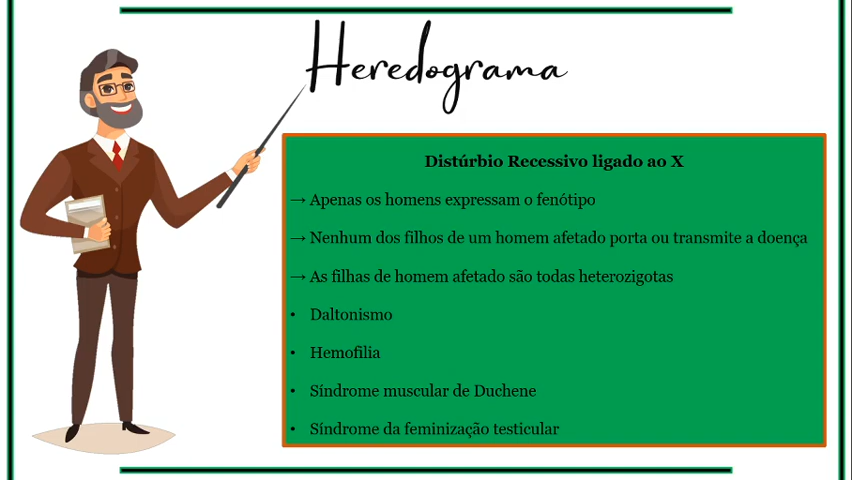 Heredograma
Distúrbio Recessivo ligado ao X
→ Apenas os homens expressam o fenótipo
→ Nenhum dos filhos de um homem afetado porta ou transmite a doença
→ As filhas de homem afetado são todas heterozigotas
• Daltonismo
• Hemofilia
• Síndrome muscular de Duchene
• Síndrome da feminização testicular